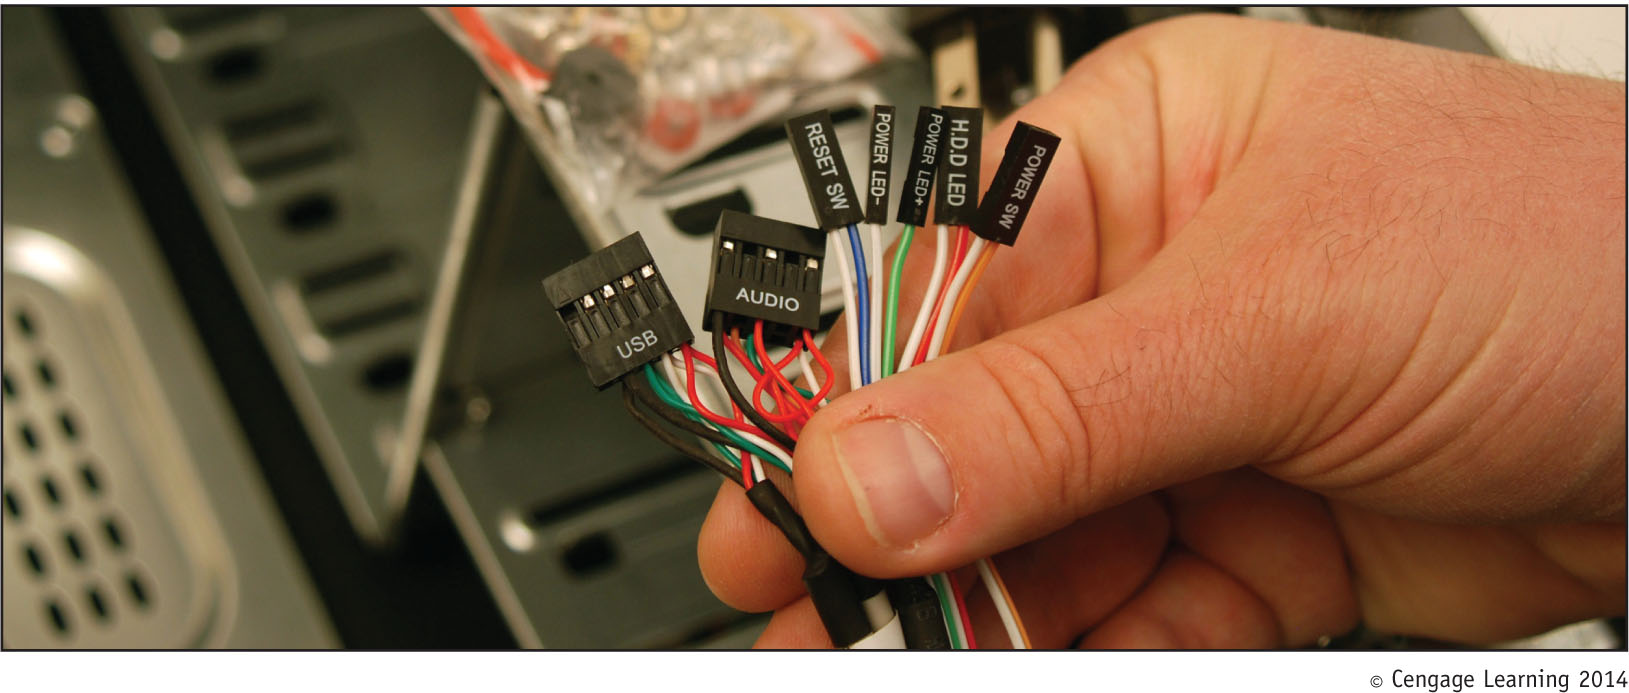 RESET SW
POWER LED-
POWER LED+
H.D.D LED
POWER SW
AUDIO
USB
© Cengage Learning 2014